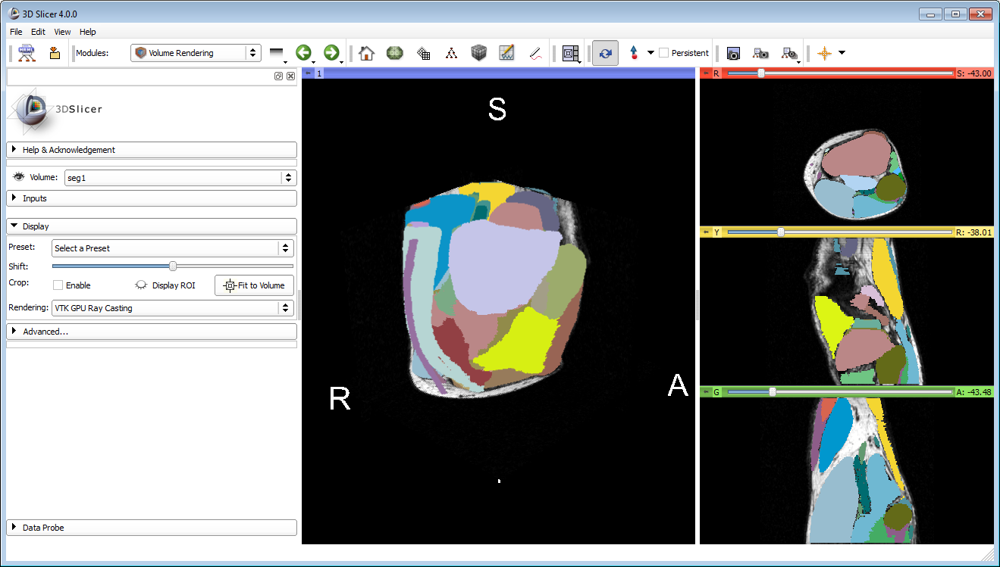 3D Slicer 4.0.0
File Edit View Help
MRML Modules: Volume Rendering Persistent
1
R S: -43.00
3DSlicer
Help & Acknowledgement
Volume: seg1
Inputs
Display
Preset: Select a Preset
Shift:
Crop: Enable Display ROI Fit to Volume
Rendering: VTK GPU Ray Casting
Advanced...
Data Probe
S
R
A
Y R: -38.01
G A: -43.48